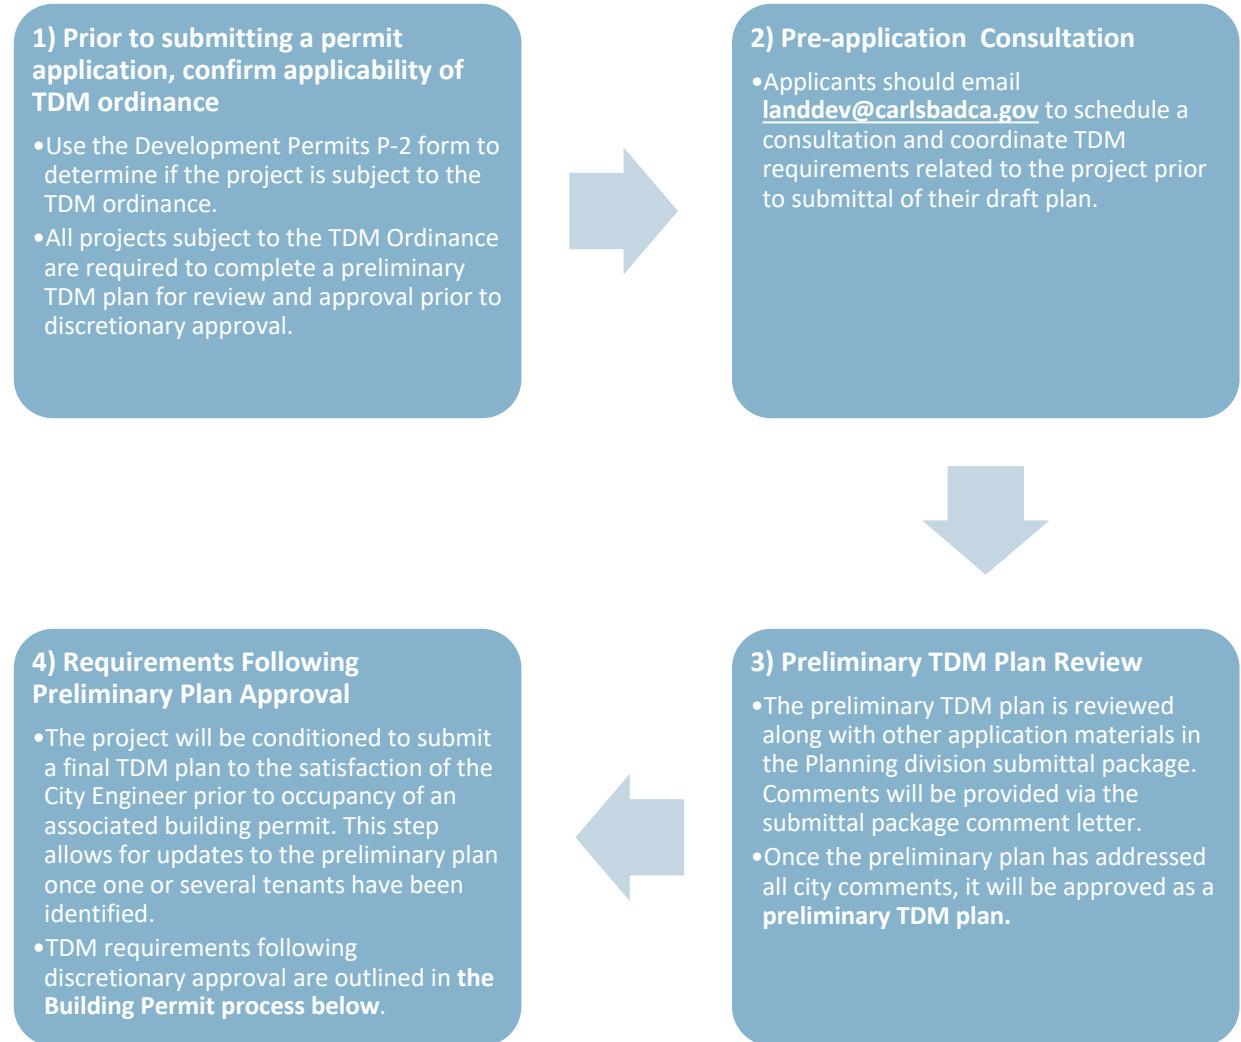 1) Prior to submitting a permit
application, confirm applicability of
TDM ordinance
•Use the Development Permits P-2 form to
determine if the project is subject to the
TDM ordinance.
•All projects subject to the TDM Ordinance
are required to complete a preliminary
TDM plan for review and approval prior to
discretionary approval.
2) Pre-application  Consultation
•Applicants should email
landdev@carlsbadca.gov to schedule a
consultation and coordinate TDM
requirements related to the project prior
to submittal of their draft plan.
3) Preliminary TDM Plan Review
•The preliminary TDM plan is reviewed
along with other application materials in
the Planning division submittal package.
Comments will be provided via the
submittal package comment letter.
•Once the preliminary plan has addressed
all city comments, it will be approved as a
preliminary TDM plan.
4) Requirements Following
Preliminary Plan Approval
•The project will be conditioned to submit
a final TDM plan to the satisfaction of the
City Engineer prior to occupancy of an
associated building permit. This step
allows for updates to the preliminary plan
once one or several tenants have been
identified.
•TDM requirements following
discretionary approval are outlined in the
Building Permit process below.